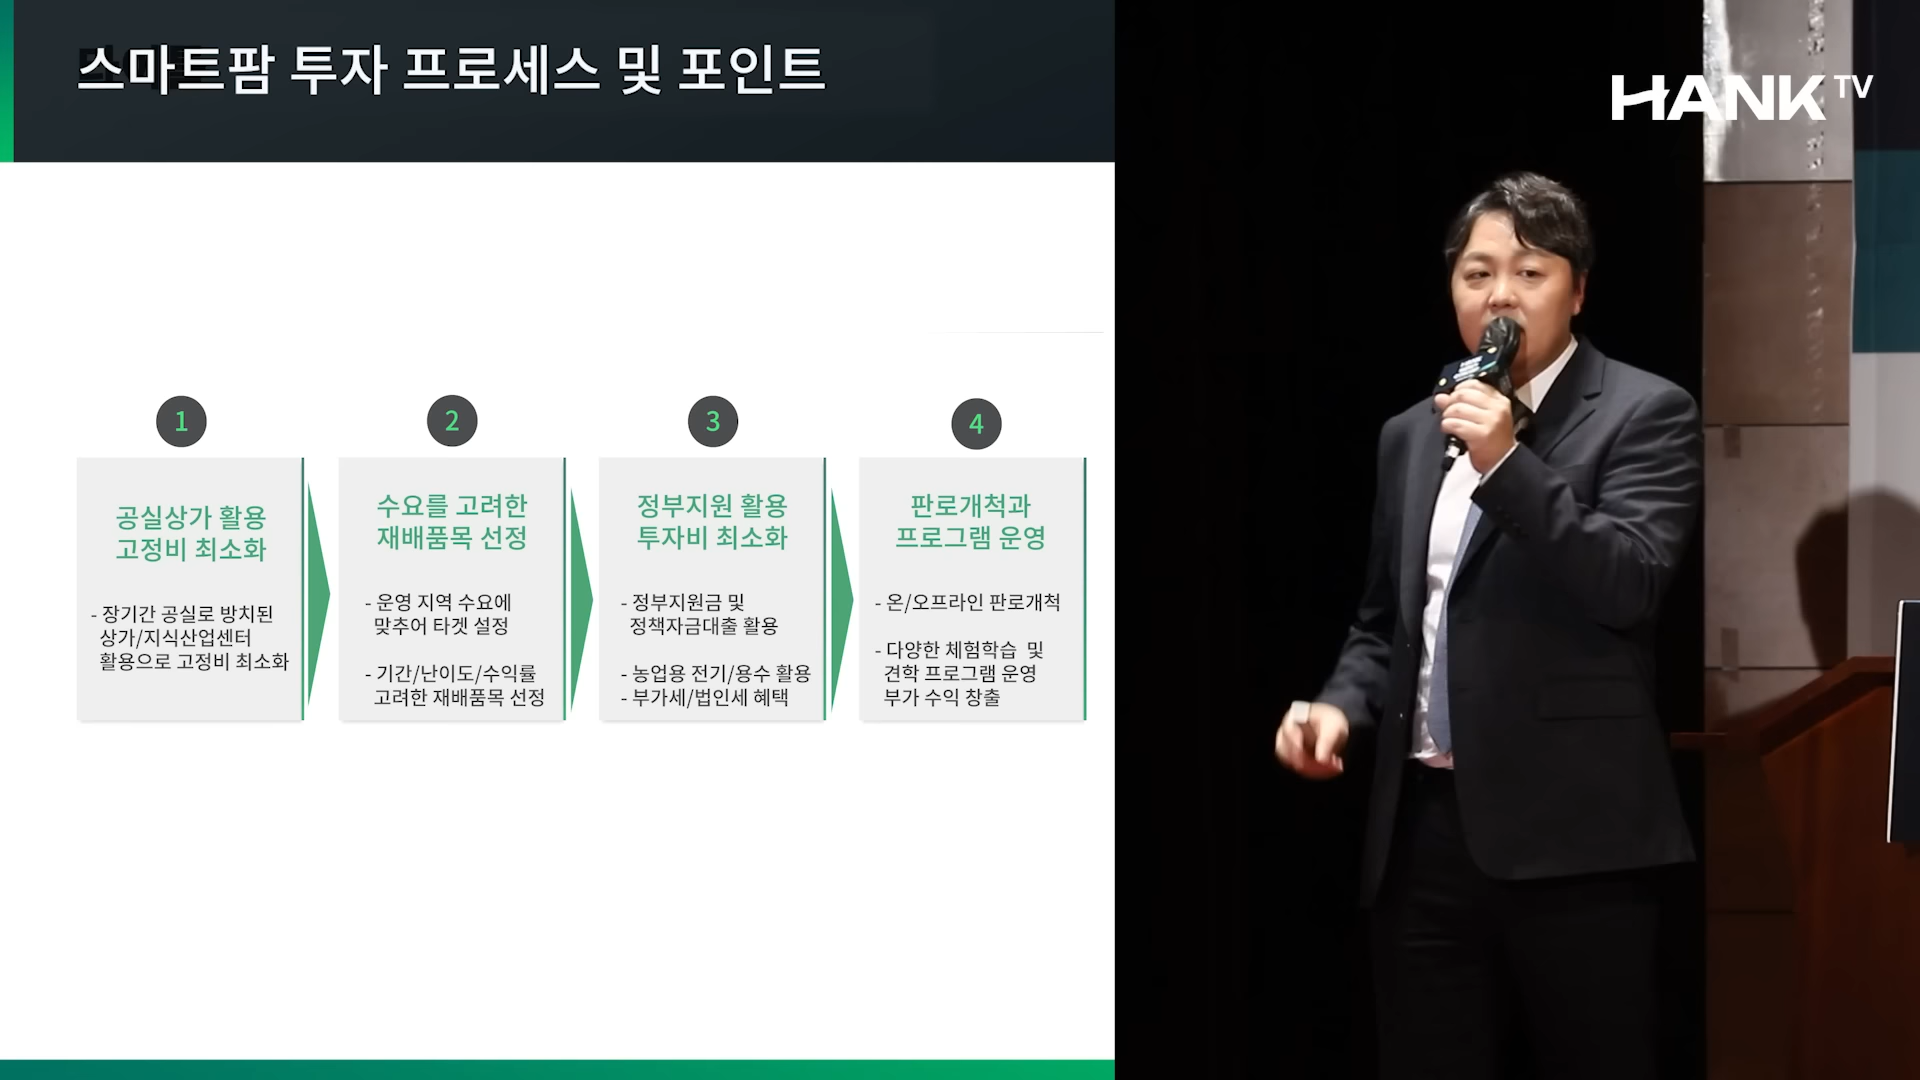 스마트팜 투자 프로세스 및 포인트
HANK TV
1
공실상가 활용
고정비 최소화
- 장기간 공실로 방치된
상가/지식산업센터
활용으로 고정비 최소화
2
수요를 고려한
재배품목 선정
- 운영 지역 수요에
맞추어 타겟 설정
- 기간/난이도/수익률
고려한 재배품목 선정
3
정부지원 활용
투자비 최소화
- 정부지원금 및
정책자금대출 활용
- 농업용 전기/용수 활용
- 부가세/법인세 혜택
4
판로개척과
프로그램 운영
- 온/오프라인 판로개척
- 다양한 체험학습 및
견학 프로그램 운영
부가 수익 창출